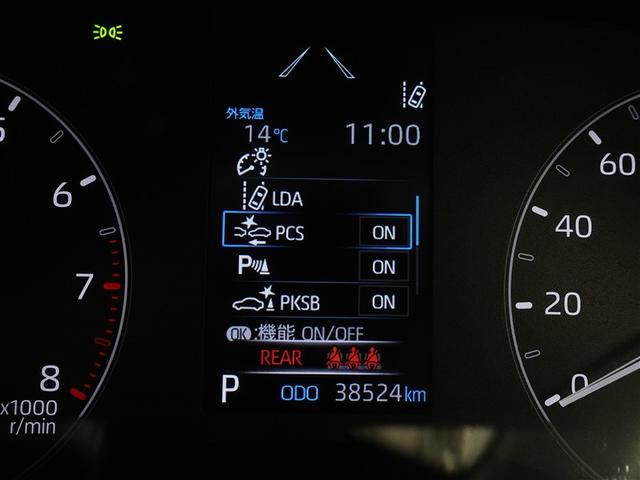 外気温
14℃ 11:00
LDA
PCS ON
P ON
PKSB ON
OK:機能 ON/OFF
REAR
P ODO 38524km
5
6
7
8
x1000
r/min
60
40
20
0